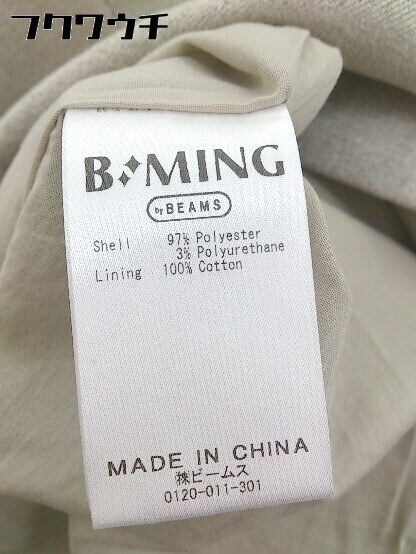 フクワウチ
B:MING
by BEAMS
Shell 97% Polyester
3% Polyurethane
Lining 100% Cotton
MADE IN CHINA
㈱ビームス
0120-011-301